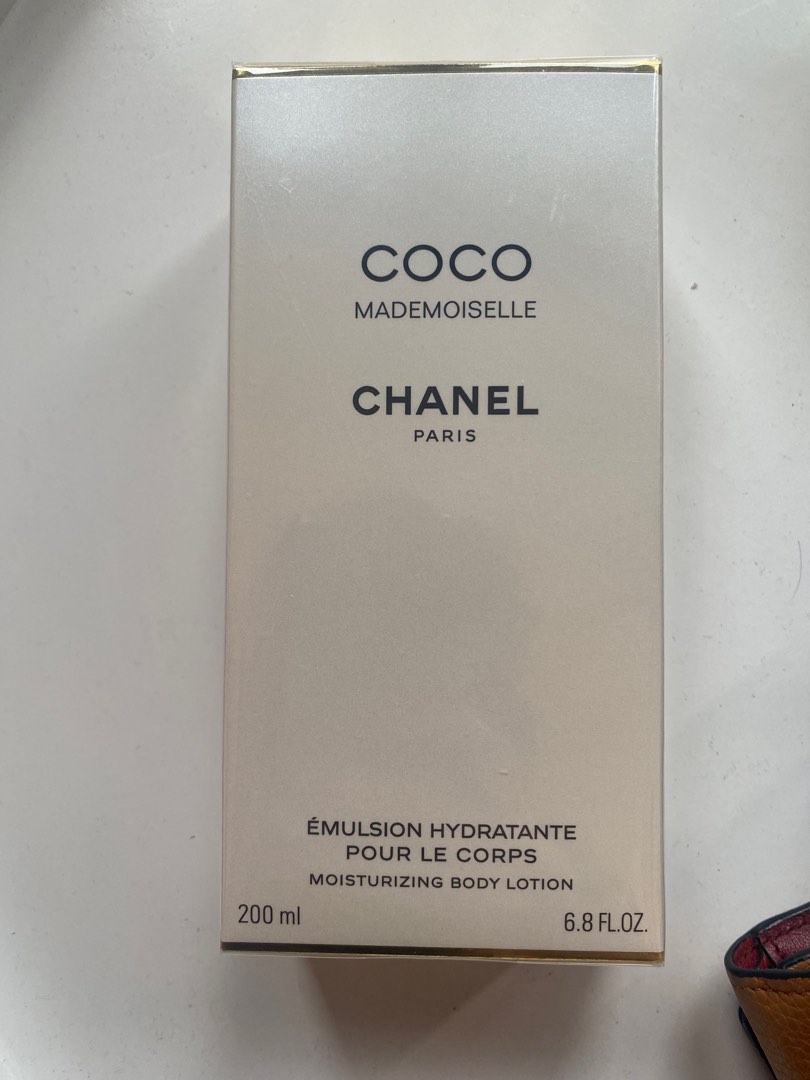 COCO
MADEMOISELLE
CHANEL
PARIS
ÉMULSION HYDRATANTE
POUR LE CORPS
MOISTURIZING BODY LOTION
200 ml 6.8 FL.OZ.